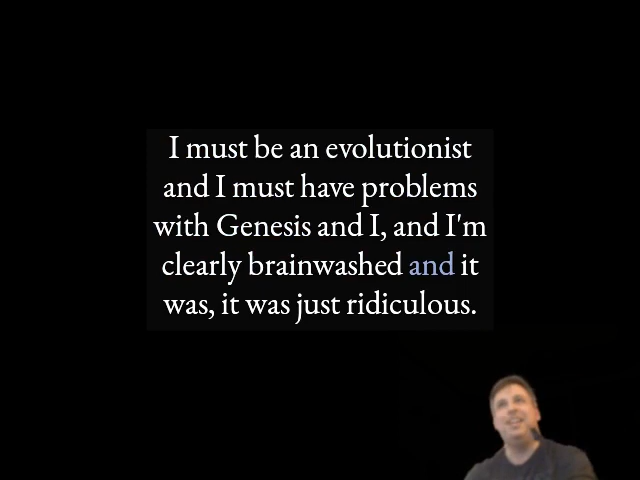 I must be an evolutionist
and I must have problems
with Genesis and I, and I'm
clearly brainwashed and it
was, it was just ridiculous.